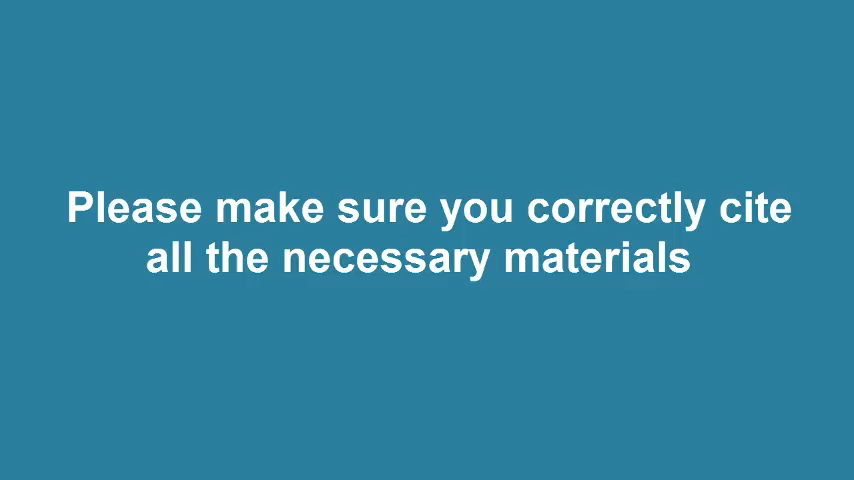 Please make sure you correctly cite
all the necessary materials